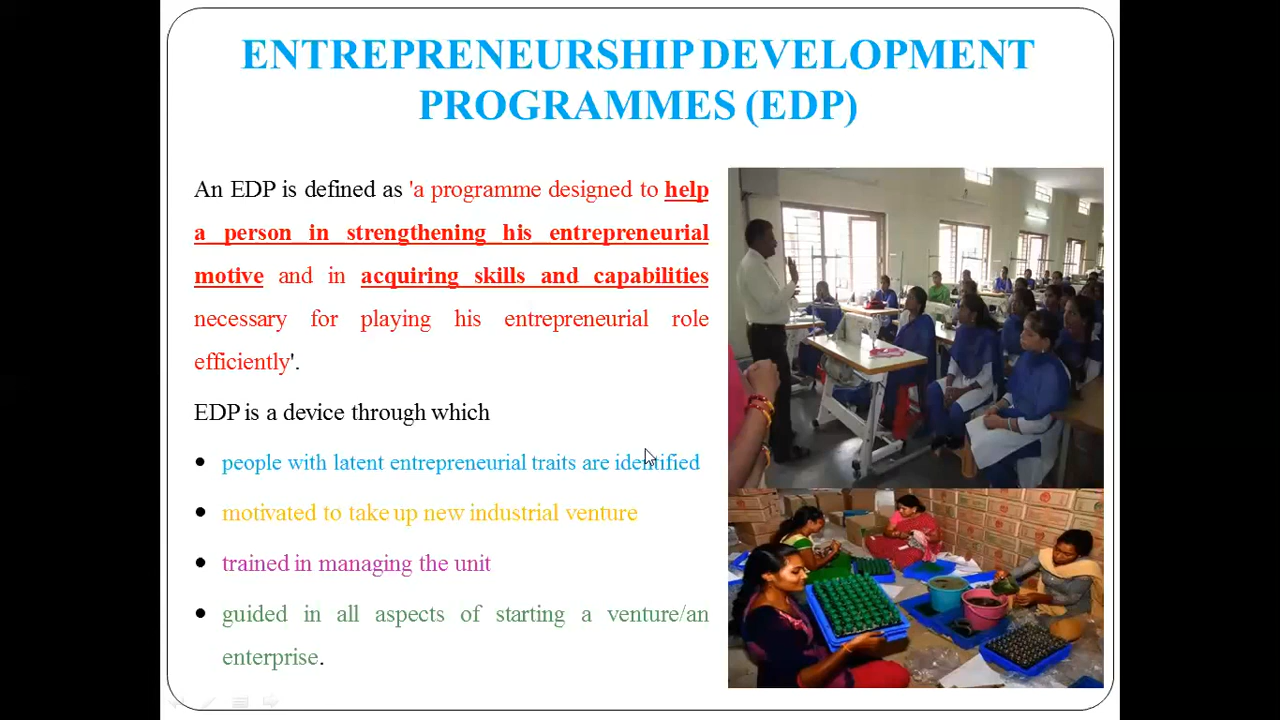 ENTREPRENEURSHIP DEVELOPMENT
PROGRAMMES (EDP)
An EDP is defined as 'a programme designed to help
a person in strengthening his entrepreneurial
motive and in acquiring skills and capabilities
necessary for playing his entrepreneurial role
efficiently'.
EDP is a device through which
• people with latent entrepreneurial traits are identified
• motivated to take up new industrial venture
• trained in managing the unit
• guided in all aspects of starting a venture/an
enterprise.